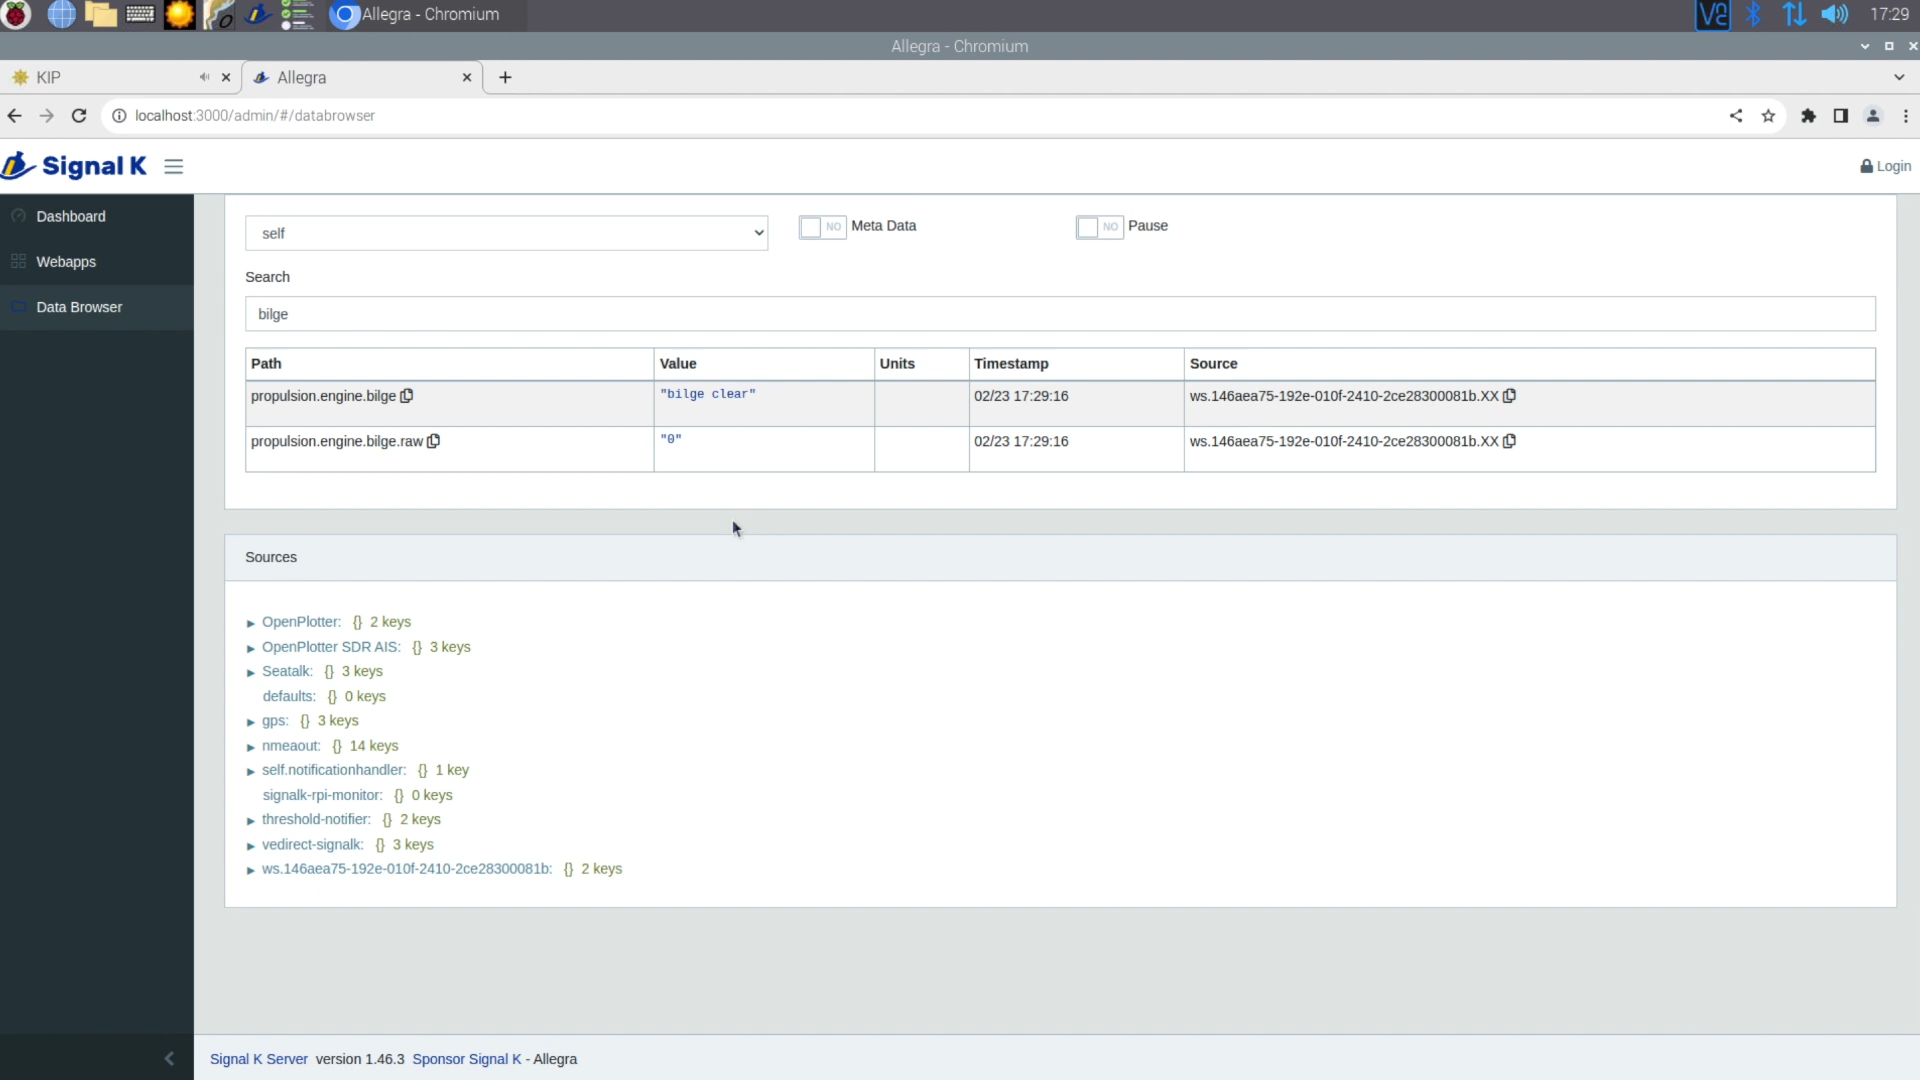 Allegra - Chromium
17:29
Allegra - Chromium
KIP
Allegra
localhost:3000/admin/#/databrowser
Signal K
Login
Dashboard
Webapps
Data Browser
self
NO Meta Data
NO Pause
Search
bilge
Path Value Units Timestamp Source
propulsion.engine.bilge "bilge clear" 02/23 17:29:16 ws.146aea75-192e-010f-2410-2ce28300081b.XX
propulsion.engine.bilge.raw "0" 02/23 17:29:16 ws.146aea75-192e-010f-2410-2ce28300081b.XX
Sources
OpenPlotter: {} 2 keys
OpenPlotter SDR AIS: {} 3 keys
Seatalk: {} 3 keys
defaults: {} 0 keys
gps: {} 3 keys
nmeaout: {} 14 keys
self.notificationhandler: {} 1 key
signalk-rpi-monitor: {} 0 keys
threshold-notifier: {} 2 keys
vedirect-signalk: {} 3 keys
ws.146aea75-192e-010f-2410-2ce28300081b: {} 2 keys
Signal K Server version 1.46.3 Sponsor Signal K - Allegra